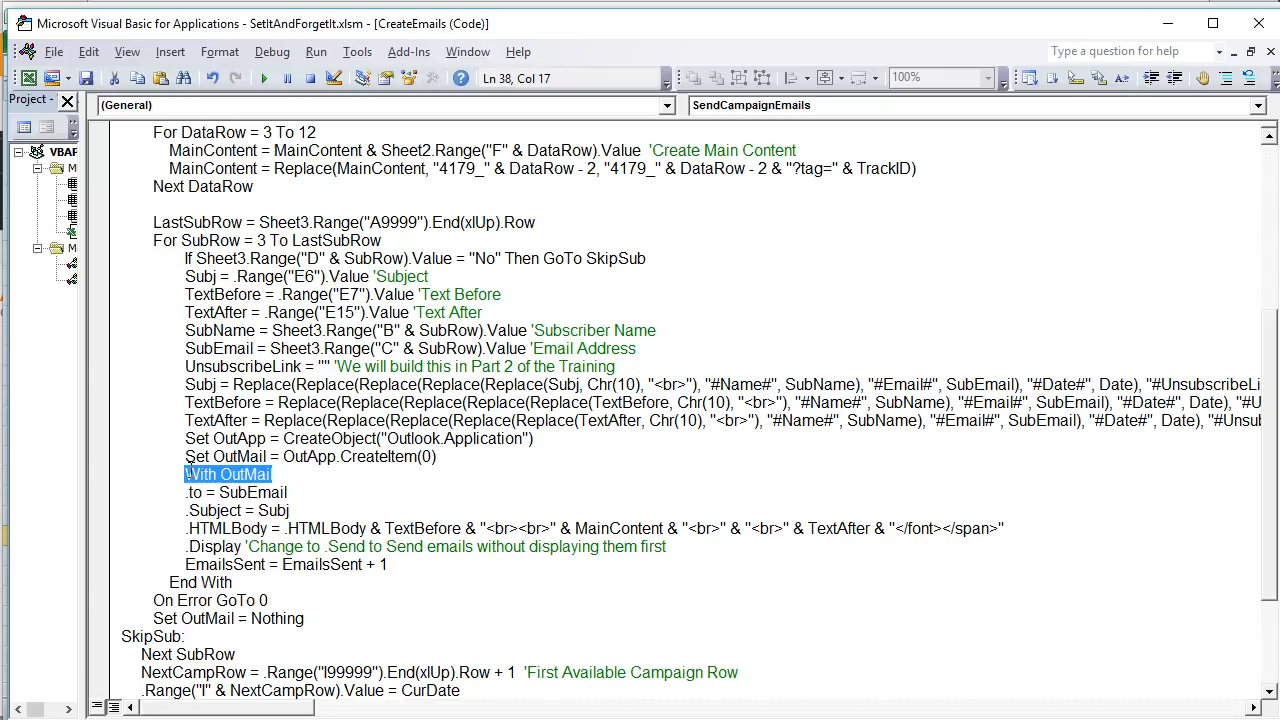 Microsoft Visual Basic for Applications - SetItAndForgetIt.xlsm - [CreateEmails (Code)]
File Edit View Insert Format Debug Run Tools Add-Ins Window Help
Type a question for help
Ln 38, Col 17
100%
Project -
(General)
SendCampaignEmails
VBAP
M
M
For DataRow = 3 To 12
MainContent = MainContent & Sheet2.Range("F" & DataRow).Value 'Create Main Content
MainContent = Replace(MainContent, "4179_" & DataRow - 2, "4179_" & DataRow - 2 & "?tag=" & TrackID)
Next DataRow
LastSubRow = Sheet3.Range("A9999").End(xlUp).Row
For SubRow = 3 To LastSubRow
If Sheet3.Range("D" & SubRow).Value = "No" Then GoTo SkipSub
Subj = .Range("E6").Value 'Subject
TextBefore = .Range("E7").Value 'Text Before
TextAfter = .Range("E15").Value 'Text After
SubName = Sheet3.Range("B" & SubRow).Value 'Subscriber Name
SubEmail = Sheet3.Range("C" & SubRow).Value 'Email Address
UnsubscribeLink = "" 'We will build this in Part 2 of the Training
Subj = Replace(Replace(Replace(Replace(Replace(Subj, Chr(10), "<br>"), "#Name#", SubName), "#Email#", SubEmail), "#Date#", Date), "#UnsubscribeLi
TextBefore = Replace(Replace(Replace(Replace(Replace(TextBefore, Chr(10), "<br>"), "#Name#", SubName), "#Email#", SubEmail), "#Date#", Date), "#U
TextAfter = Replace(Replace(Replace(Replace(Replace(TextAfter, Chr(10), "<br>"), "#Name#", SubName), "#Email#", SubEmail), "#Date#", Date), "#Unsub
Set OutApp = CreateObject("Outlook.Application")
Set OutMail = OutApp.CreateItem(0)
With OutMail
.to = SubEmail
.Subject = Subj
.HTMLBody = .HTMLBody & TextBefore & "<br><br>" & MainContent & "<br>" & "<br>" & TextAfter & "</font></span>"
.Display 'Change to .Send to Send emails without displaying them first
EmailsSent = EmailsSent + 1
End With
On Error GoTo 0
Set OutMail = Nothing
SkipSub:
Next SubRow
NextCampRow = .Range("I99999").End(xlUp).Row + 1 'First Available Campaign Row
.Range("I" & NextCampRow).Value = CurDate